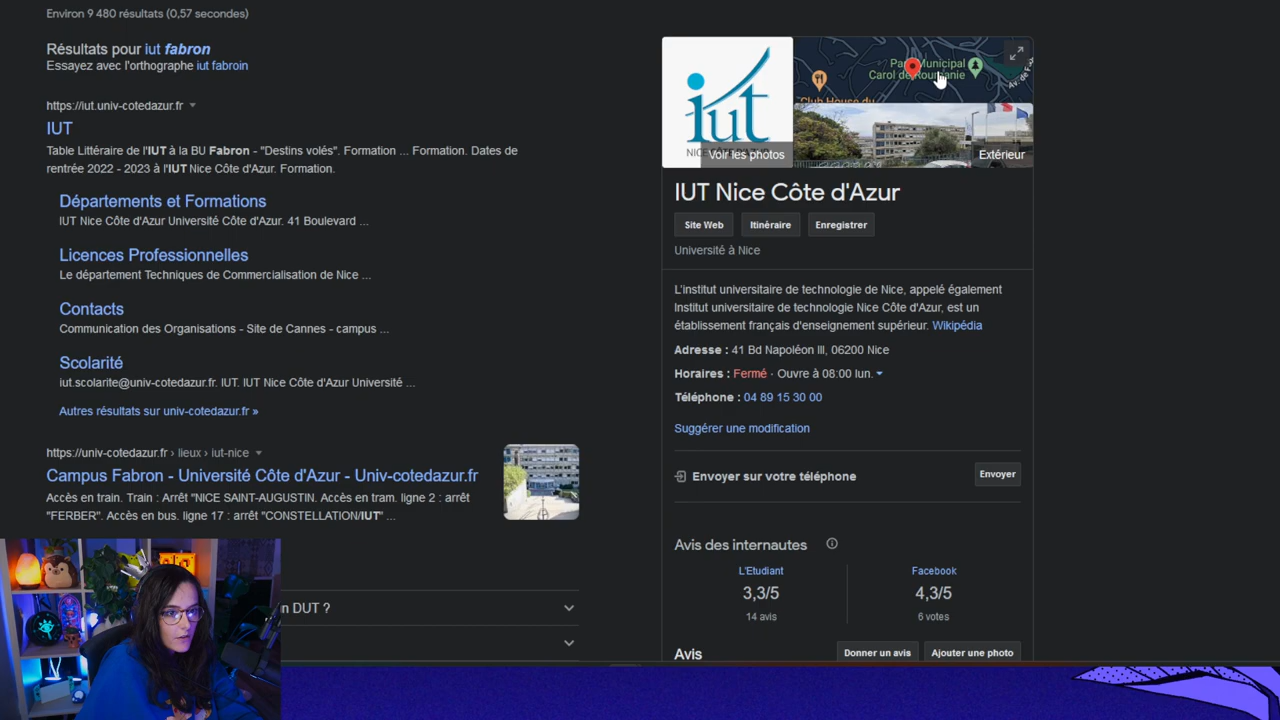 Environ 9 480 résultats (0,57 secondes)
Résultats pour iut fabron
Essayez avec l'orthographe iut fabroin
https://iut.univ-cotedazur.fr
IUT
Table Littéraire de l'IUT à la BU Fabron - "Destins volés". Formation ... Formation. Dates de
rentrée 2022 - 2023 à l'IUT Nice Côte d'Azur. Formation.
Départements et Formations
IUT Nice Côte d'Azur Université Côte d'Azur. 41 Boulevard ...
Licences Professionnelles
Le département Techniques de Commercialisation de Nice ...
Contacts
Communication des Organisations - Site de Cannes - campus ...
Scolarité
iut.scolarite@univ-cotedazur.fr. IUT. IUT Nice Côte d'Azur Université ...
Autres résultats sur univ-cotedazur.fr »
https://univ-cotedazur.fr › lieux › iut-nice
Campus Fabron - Université Côte d'Azur - Univ-cotedazur.fr
Accès en train. Train : Arrêt "NICE SAINT-AUGUSTIN. Accès en tram. ligne 2 : arrêt
"FERBER". Accès en bus. ligne 17 : arrêt "CONSTELLATION/IUT" ...
n DUT ?
iut
NICE
Voir les photos
Municipal
Carol de Roumanie
Av. de F
Club House du
Extérieur
IUT Nice Côte d'Azur
Site Web
Itinéraire
Enregistrer
Université à Nice
L'institut universitaire de technologie de Nice, appelé également
Institut universitaire de technologie Nice Côte d'Azur, est un
établissement français d'enseignement supérieur. Wikipédia
Adresse : 41 Bd Napoléon III, 06200 Nice
Horaires : Fermé · Ouvre à 08:00 lun.
Téléphone : 04 89 15 30 00
Suggérer une modification
Envoyer sur votre téléphone
Envoyer
Avis des internautes
L'Etudiant
3,3/5
14 avis
Facebook
4,3/5
6 votes
Avis
Donner un avis
Ajouter une photo